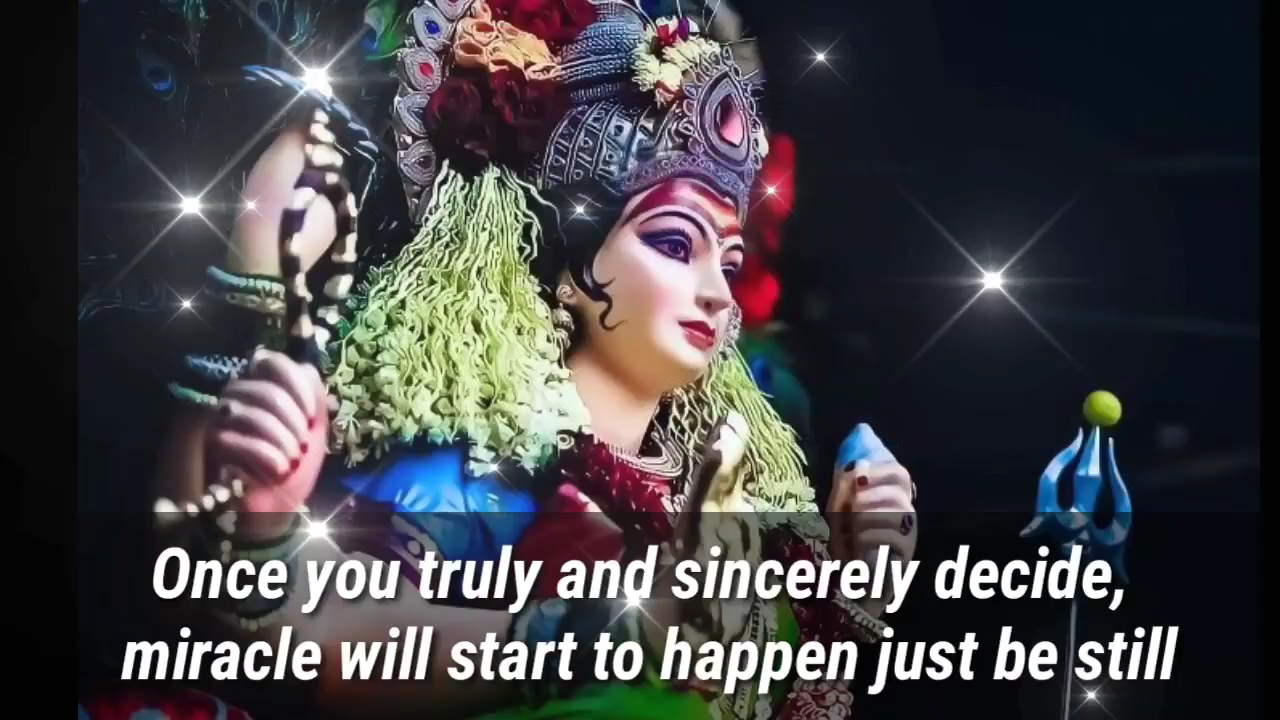 Once you truly and sincerely decide,
miracle will start to happen just be still